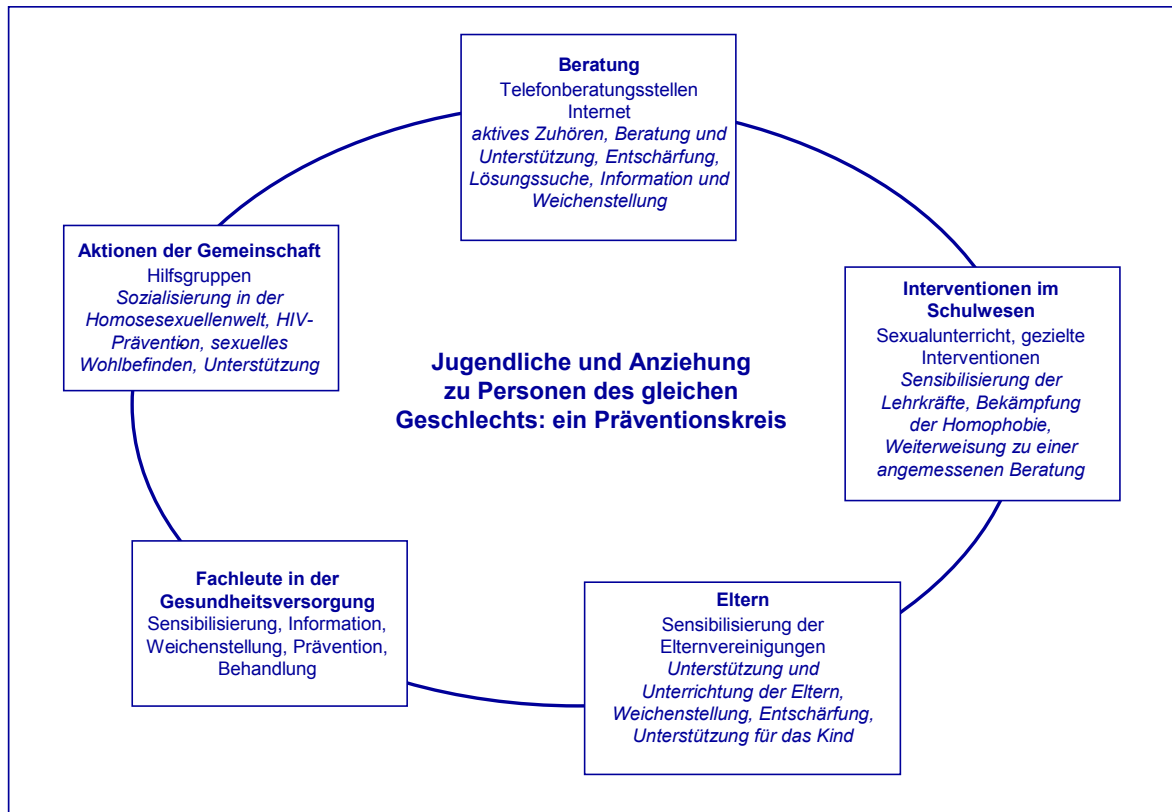 Beratung
Telefonberatungsstellen
Internet
aktives Zuhören, Beratung und
Unterstützung, Entschärfung,
Lösungssuche, Information und
Weichenstellung
Aktionen der Gemeinschaft
Hilfsgruppen
Sozialisierung in der
Homosesexuellenwelt, HIV-
Prävention, sexuelles
Wohlbefinden, Unterstützung
Interventionen im
Schulwesen
Sexualunterricht, gezielte
Interventionen
Sensibilisierung der
Lehrkräfte, Bekämpfung
der Homophobie,
Weiterweisung zu einer
angemessenen Beratung
Jugendliche und Anziehung
zu Personen des gleichen
Geschlechts: ein Präventionskreis
Fachleute in der
Gesundheitsversorgung
Sensibilisierung, Information,
Weichenstellung, Prävention,
Behandlung
Eltern
Sensibilisierung der
Elternvereinigungen
Unterstützung und
Unterrichtung der Eltern,
Weichenstellung, Entschärfung,
Unterstützung für das Kind